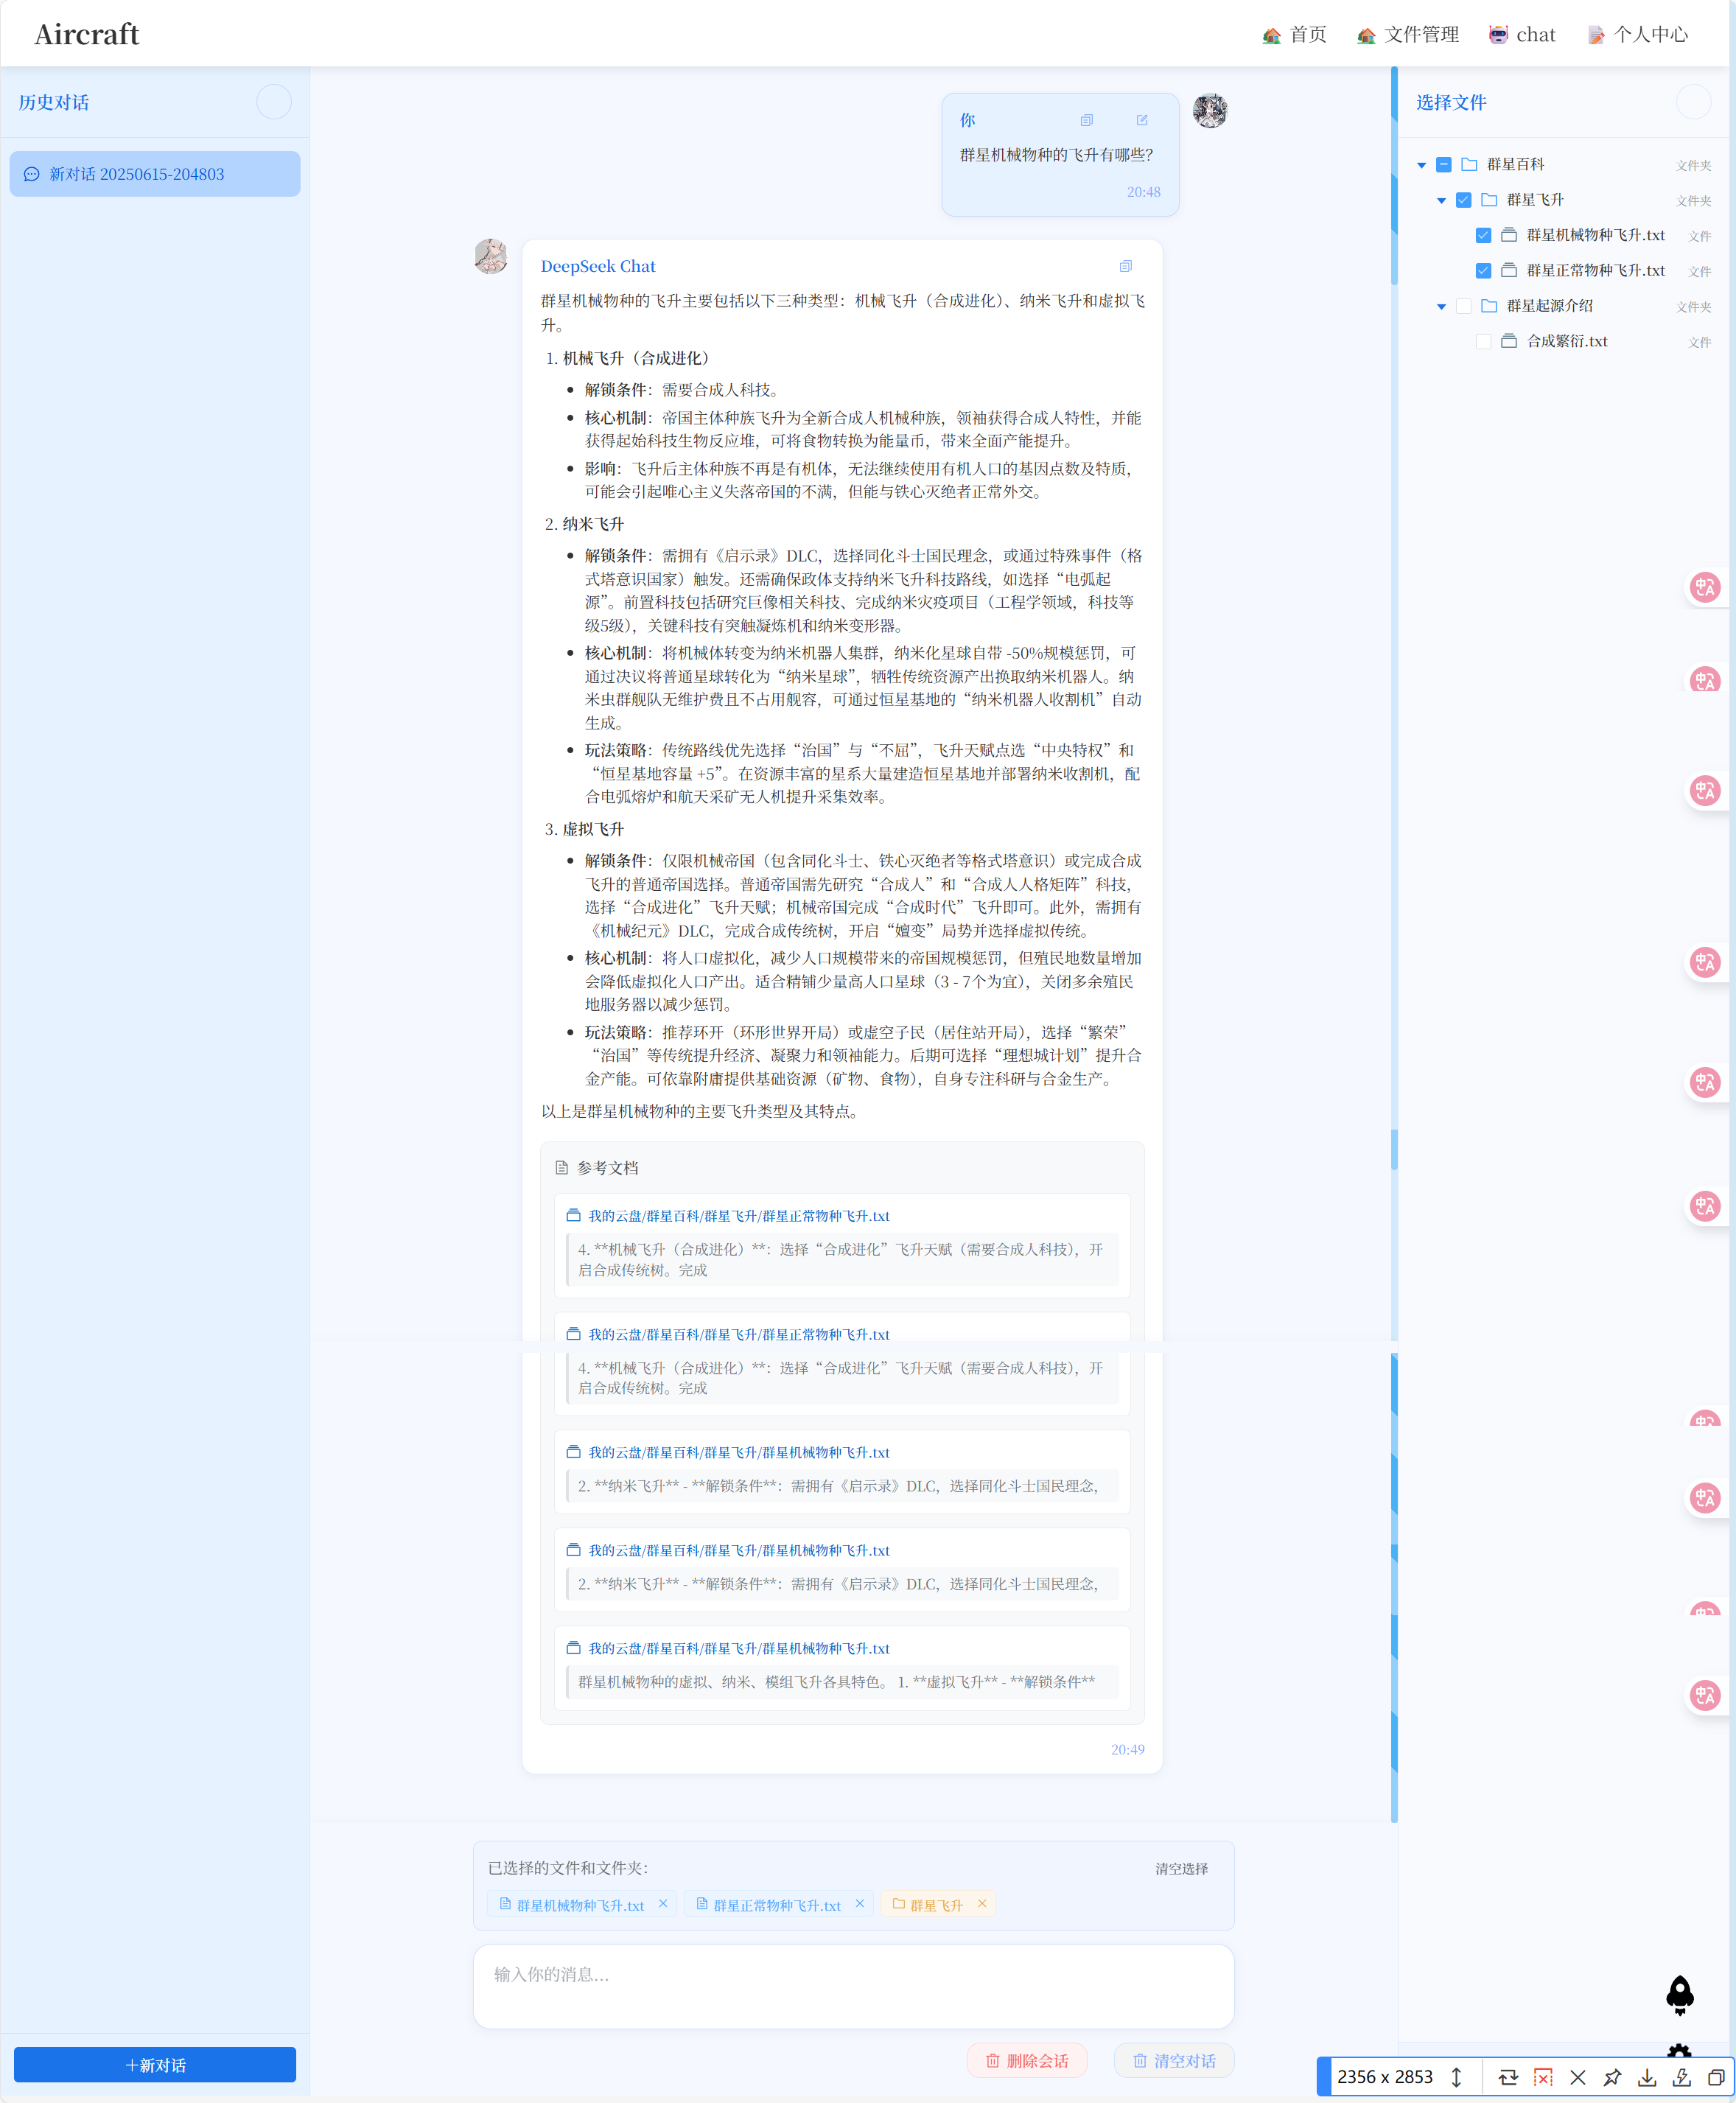 Aircraft
首页
文件管理
chat
个人中心
历史对话
新对话 20250615-204803
你
群星机械物种的飞升有哪些？
20:48
DeepSeek Chat
群星机械物种的飞升主要包括以下三种类型：机械飞升（合成进化）、纳米飞升和虚拟飞
升。
1. 机械飞升（合成进化）
• 解锁条件：需要合成人科技。
• 核心机制：帝国主体种族飞升为全新合成人机械种族，领袖获得合成人特性，并能
获得起始科技生物反应堆，可将食物转换为能量币，带来全面产能提升。
• 影响：飞升后主体种族不再是有机体，无法继续使用有机人口的基因点数及特质，
可能会引起唯心主义失落帝国的不满，但能与铁心灭绝者正常外交。
2. 纳米飞升
• 解锁条件：需拥有《启示录》DLC，选择同化斗士国民理念，或通过特殊事件（格
式塔意识国家）触发。还需确保政体支持纳米飞升科技路线，如选择“电弧起
源”。前置科技包括研究巨像相关科技、完成纳米灾疫项目（工程学领域，科技等
级5级），关键科技有突触凝炼机和纳米变形器。
• 核心机制：将机械体转变为纳米机器人集群，纳米化星球自带 -50%规模惩罚，可
通过决议将普通星球转化为“纳米星球”，牺牲传统资源产出换取纳米机器人。纳
米虫群舰队无维护费且不占用舰容，可通过恒星基地的“纳米机器人收割机”自动
生成。
• 玩法策略：传统路线优先选择“治国”与“不屈”，飞升天赋点选“中央特权”和
“恒星基地容量 +5”。在资源丰富的星系大量建造恒星基地并部署纳米收割机，配
合电弧熔炉和航天采矿无人机提升采集效率。
3. 虚拟飞升
• 解锁条件：仅限机械帝国（包含同化斗士、铁心灭绝者等格式塔意识）或完成合成
飞升的普通帝国选择。普通帝国需先研究“合成人”和“合成人人格矩阵”科技，
选择“合成进化”飞升天赋；机械帝国完成“合成时代”飞升即可。此外，需拥有
《机械纪元》DLC，完成合成传统树，开启“嬗变”局势并选择虚拟传统。
• 核心机制：将人口虚拟化，减少人口规模带来的帝国规模惩罚，但殖民地数量增加
会降低虚拟化人口产出。适合精铺少量高人口星球（3 - 7个为宜），关闭多余殖民
地服务器以减少惩罚。
• 玩法策略：推荐环开（环形世界开局）或虚空子民（居住站开局），选择“繁荣”
“治国”等传统提升经济、凝聚力和领袖能力。后期可选择“理想城计划”提升合
金产能。可依靠附庸提供基础资源（矿物、食物），自身专注科研与合金生产。
以上是群星机械物种的主要飞升类型及其特点。
参考文档
我的云盘/群星百科/群星飞升/群星正常物种飞升.txt
4. **机械飞升（合成进化）**：选择“合成进化”飞升天赋（需要合成人科技），开
启合成传统树。完成
我的云盘/群星百科/群星飞升/群星正常物种飞升.txt
4. **机械飞升（合成进化）**：选择“合成进化”飞升天赋（需要合成人科技），开
启合成传统树。完成
我的云盘/群星百科/群星飞升/群星机械物种飞升.txt
2. **纳米飞升** - **解锁条件**：需拥有《启示录》DLC，选择同化斗士国民理念，
我的云盘/群星百科/群星飞升/群星机械物种飞升.txt
2. **纳米飞升** - **解锁条件**：需拥有《启示录》DLC，选择同化斗士国民理念，
我的云盘/群星百科/群星飞升/群星机械物种飞升.txt
群星机械物种的虚拟、纳米、模组飞升各具特色。 1. **虚拟飞升** - **解锁条件**
20:49
已选择的文件和文件夹：
清空选择
群星机械物种飞升.txt
群星正常物种飞升.txt
群星飞升
输入你的消息...
删除会话
清空对话
+新对话
选择文件
群星百科 文件夹
群星飞升 文件夹
群星机械物种飞升.txt 文件
群星正常物种飞升.txt 文件
群星起源介绍 文件夹
合成繁衍.txt 文件
2356 x 2853